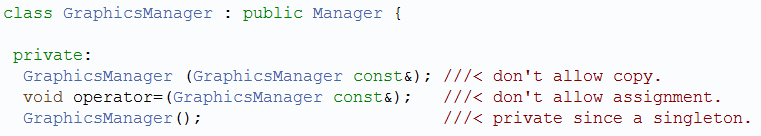 class GraphicsManager : public Manager {
private:
GraphicsManager (GraphicsManager const&); ///< don't allow copy.
void operator=(GraphicsManager const&); ///< don't allow assignment.
GraphicsManager(); ///< private since a singleton.